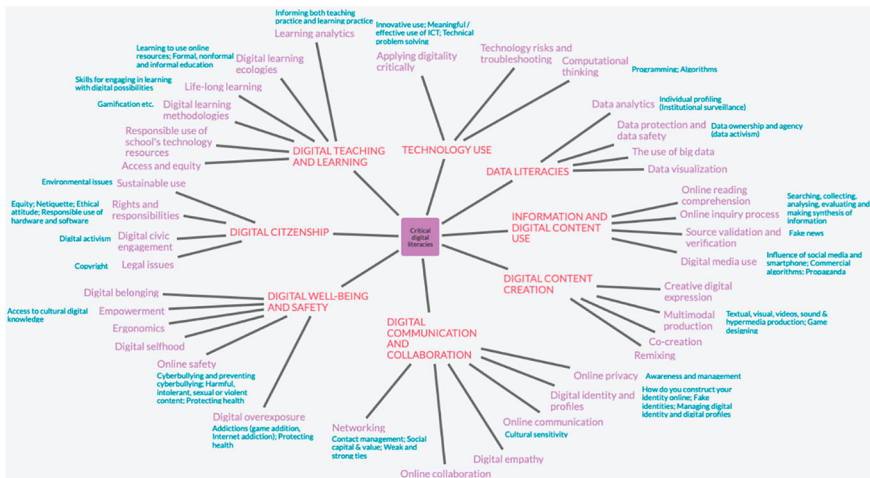 Informing both teaching
practice and learning practice
Learning analytics
Learning to use online
resources; Formal, nonformal
and informal education
Digital learning
ecologies
Skills for engaging in learning
with digital possibilities
Life-long learning
Gamification etc.
Digital learning
methodologies
Responsible use of
school's technology
resources
Access and equity
DIGITAL TEACHING
AND LEARNING
Innovative use; Meaningful /
effective use of ICT; Technical
problem solving
Applying digitality
critically
Technology risks and
troubleshooting
Computational
thinking
Programming; Algorithms
TECHNOLOGY USE
Data analytics
Individual profiling
(Institutional surveillance)
Data protection and
data safety
Data ownership and agency
(data activism)
The use of big data
Data visualization
DATA LITERACIES
Environmental issues
Sustainable use
Equity; Netiquette; Ethical
attitude; Responsible use of
hardware and software
Rights and
responsibilities
Digital activism
Digital civic
engagement
Copyright
Legal issues
DIGITAL CITZENSHIP
Critical
digital
literacies
INFORMATION AND
DIGITAL CONTENT
USE
Online reading
comprehension
Online inquiry process
Searching, collecting,
analysing, evaluating and
making synthesis of
information
Source validation and
verification
Fake news
Digital media use
Influence of social media and
smartphone; Commercial
algorithms; Propaganda
DIGITAL CONTENT
CREATION
Creative digital
expression
Multimodal
production
Textual, visual, videos, sound &
hypermedia production; Game
designing
Co-creation
Remixing
Digital belonging
Access to cultural digital
knowledge
Empowerment
Ergonomics
Digital selfhood
Online safety
Cyberbullying and preventing
cyberbullying; Harmful,
intolerant, sexual or violent
content; Protecting health
Digital overexposure
Addictions (game addition,
Internet addiction); Protecting
health
DIGITAL WELL-BEING
AND SAFETY
DIGITAL
COMMUNICATION
AND
COLLABORATION
Online privacy
Awareness and management
Digital identity and
profiles
How do you construct your
identity online; Fake
identities; Managing digital
identity and digital profiles
Online communication
Cultural sensitivity
Digital empathy
Networking
Contact management; Social
capital & value; Weak and
strong ties
Online collaboration